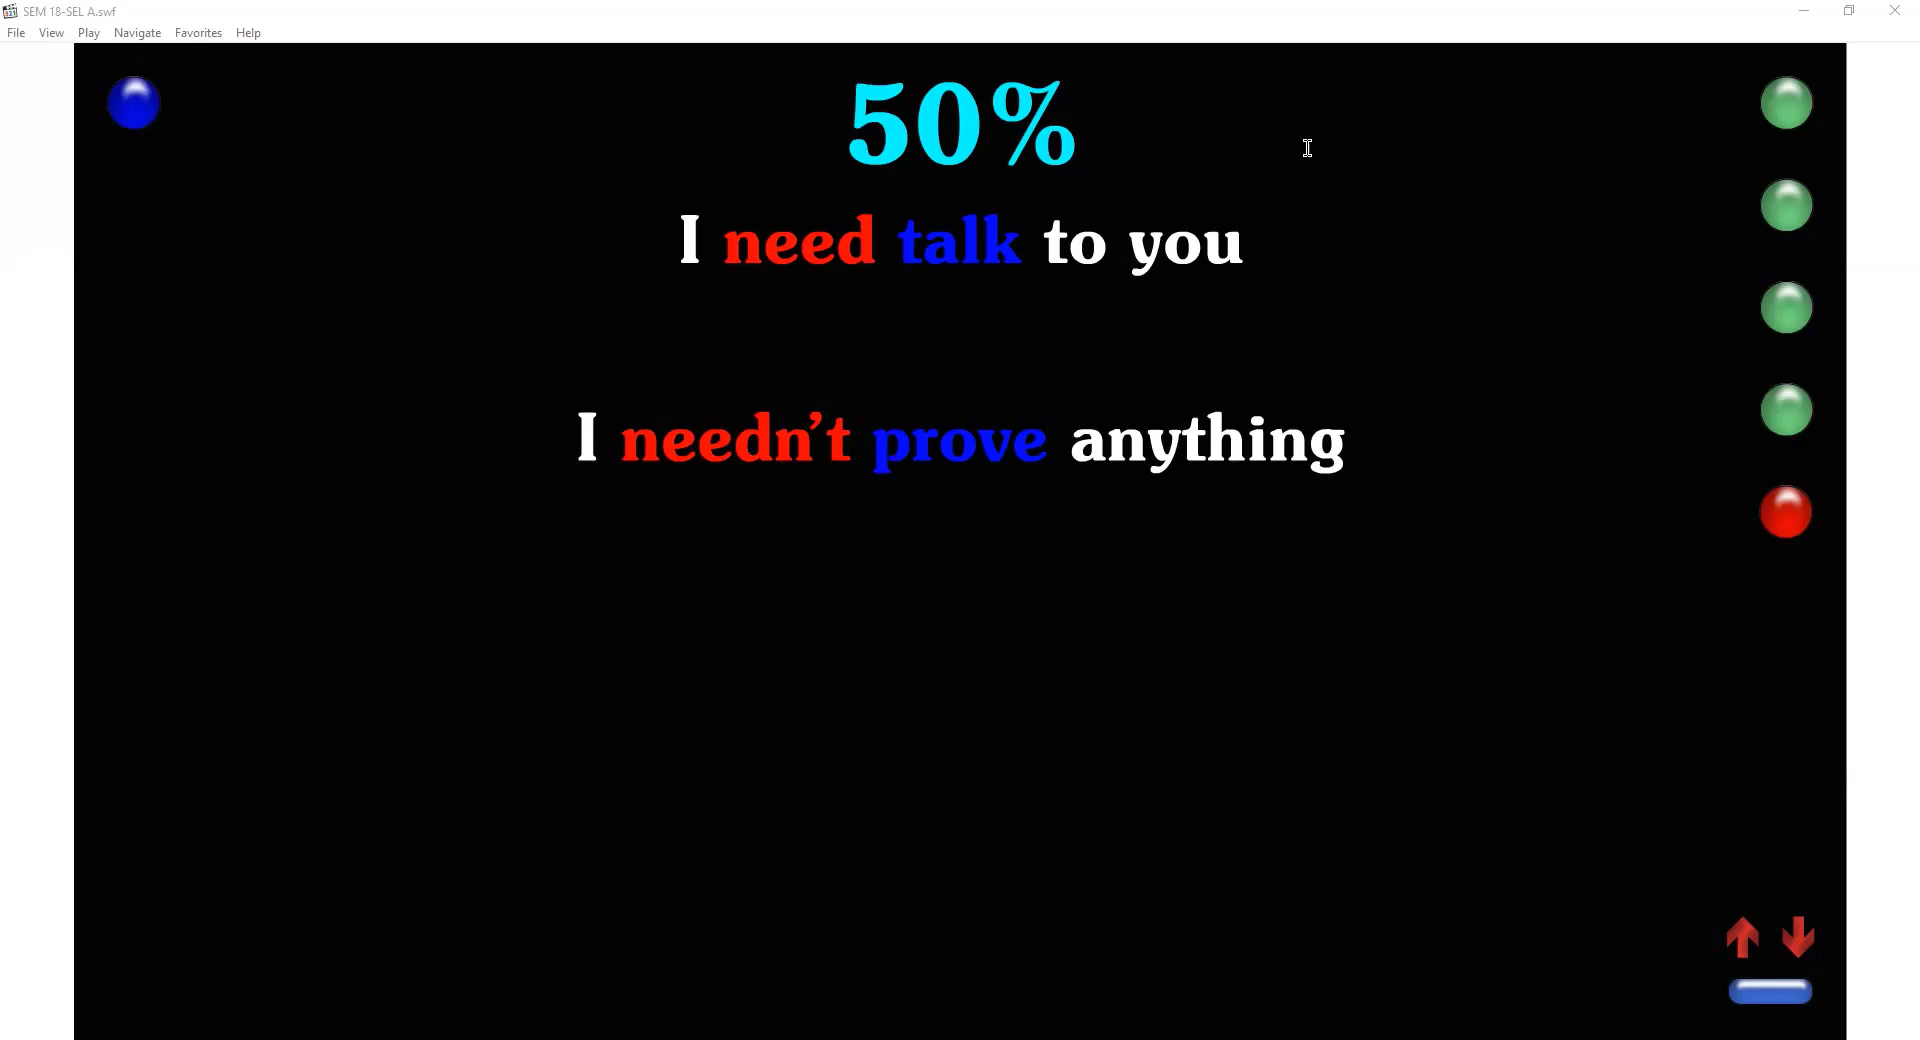 SEM 18-SEL A.swf
File View Play Navigate Favorites Help
50%
I need talk to you
I needn’t prove anything